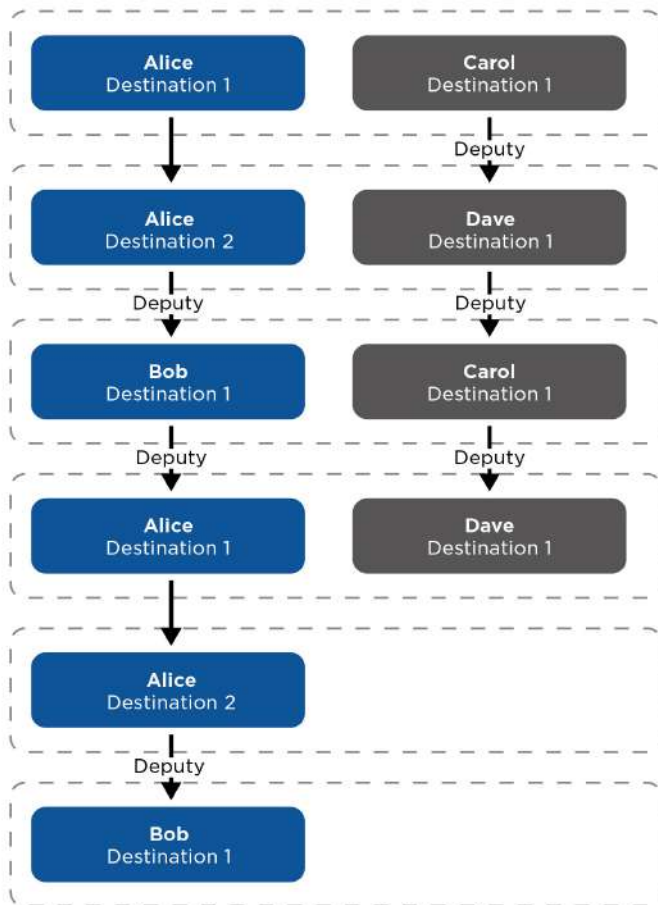 Alice
Destination 1
Carol
Destination 1
Deputy
Alice
Destination 2
Dave
Destination 1
Deputy
Deputy
Bob
Destination 1
Carol
Destination 1
Deputy
Deputy
Alice
Destination 1
Dave
Destination 1
Alice
Destination 2
Deputy
Bob
Destination 1